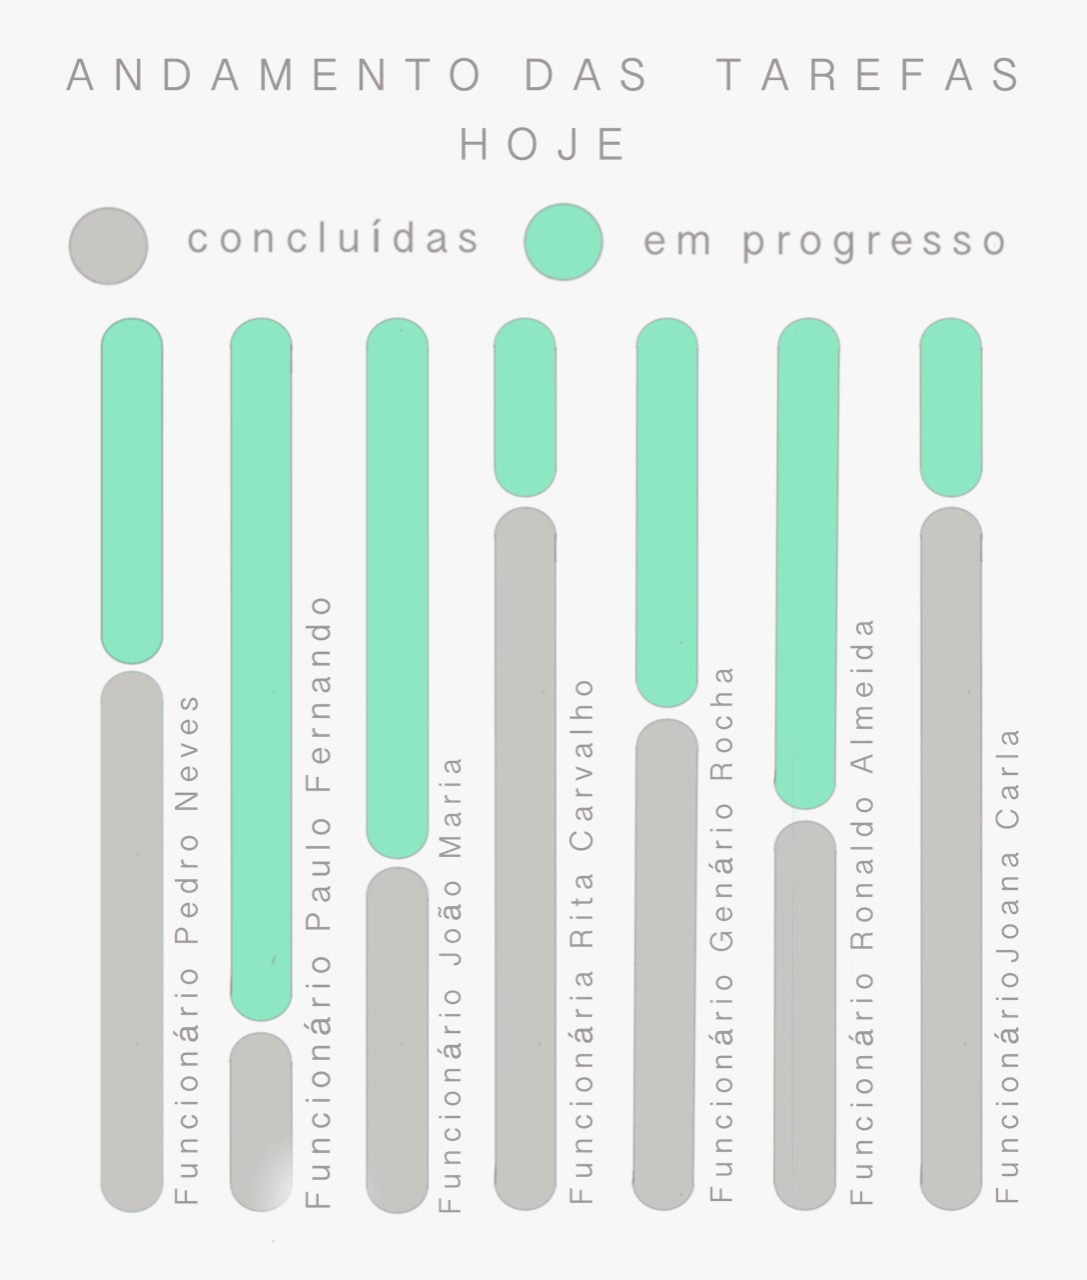 ANDAMENTO DAS TAREFAS
HOJE
concluídas
em progresso
Funcionário Pedro Neves
Funcionário Paulo Fernando
Funcionário João Maria
Funcionária Rita Carvalho
Funcionário Genário Rocha
Funcionário Ronaldo Almeida
FuncionárioJoana Carla